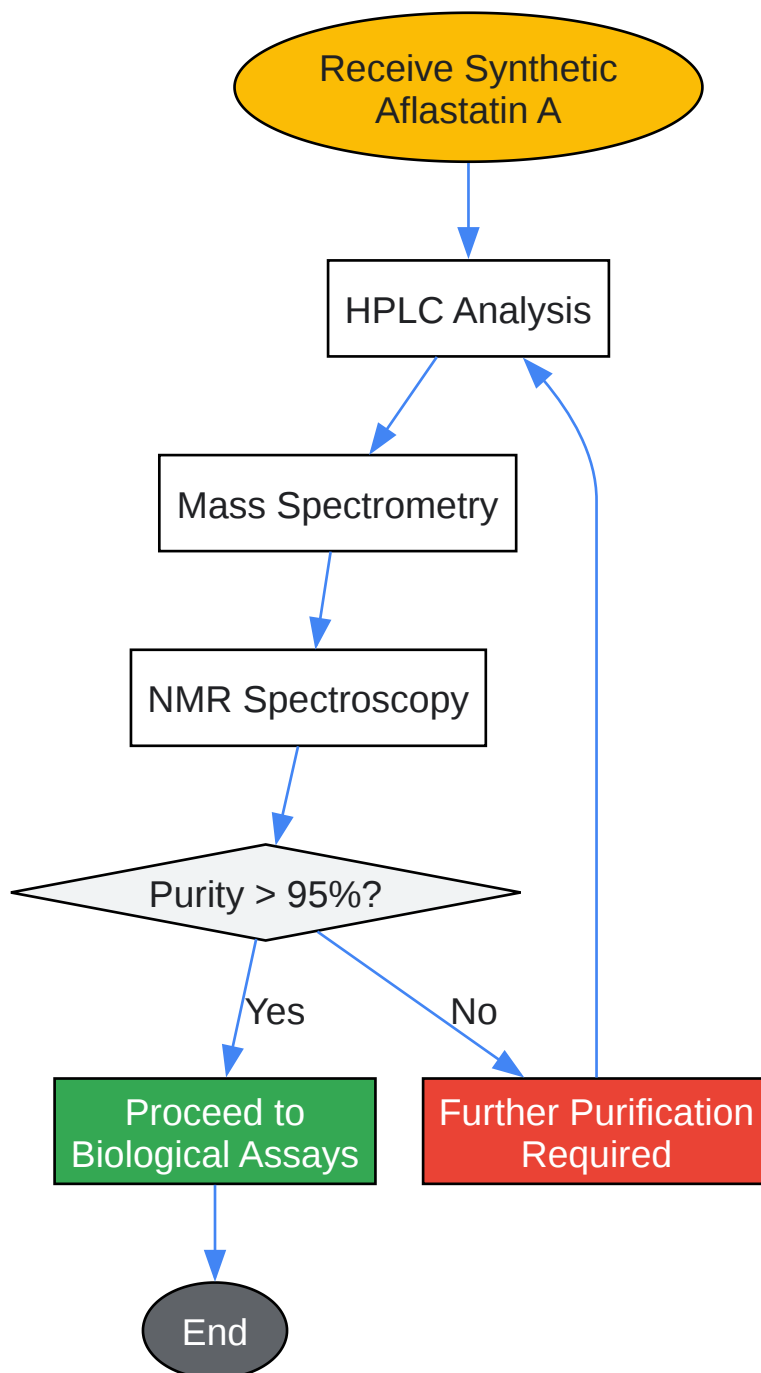 Receive Synthetic
Aflastatin A
HPLC Analysis
Mass Spectrometry
NMR Spectroscopy
Purity > 95%?
Yes
No
Proceed to
Biological Assays
Further Purification
Required
End